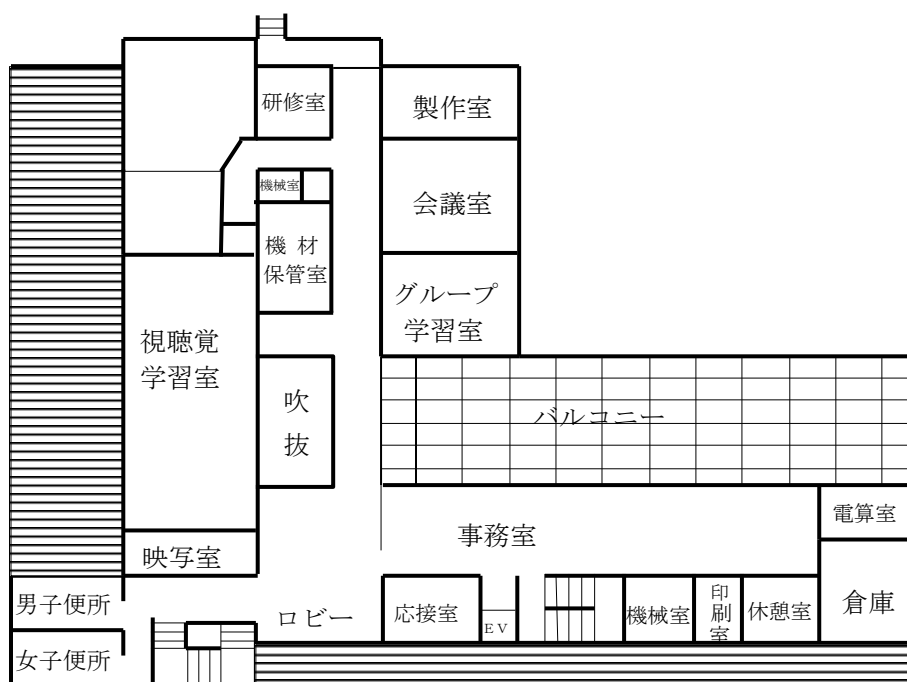 研修室
製作室
機械室
会議室
機 材
保管室
グループ
学習室
視聴覚
学習室
吹
抜
バルコニー
電算室
事務室
映写室
男子便所
ロビー
応接室
EV
機械室
印
刷
室
休憩室
倉庫
女子便所